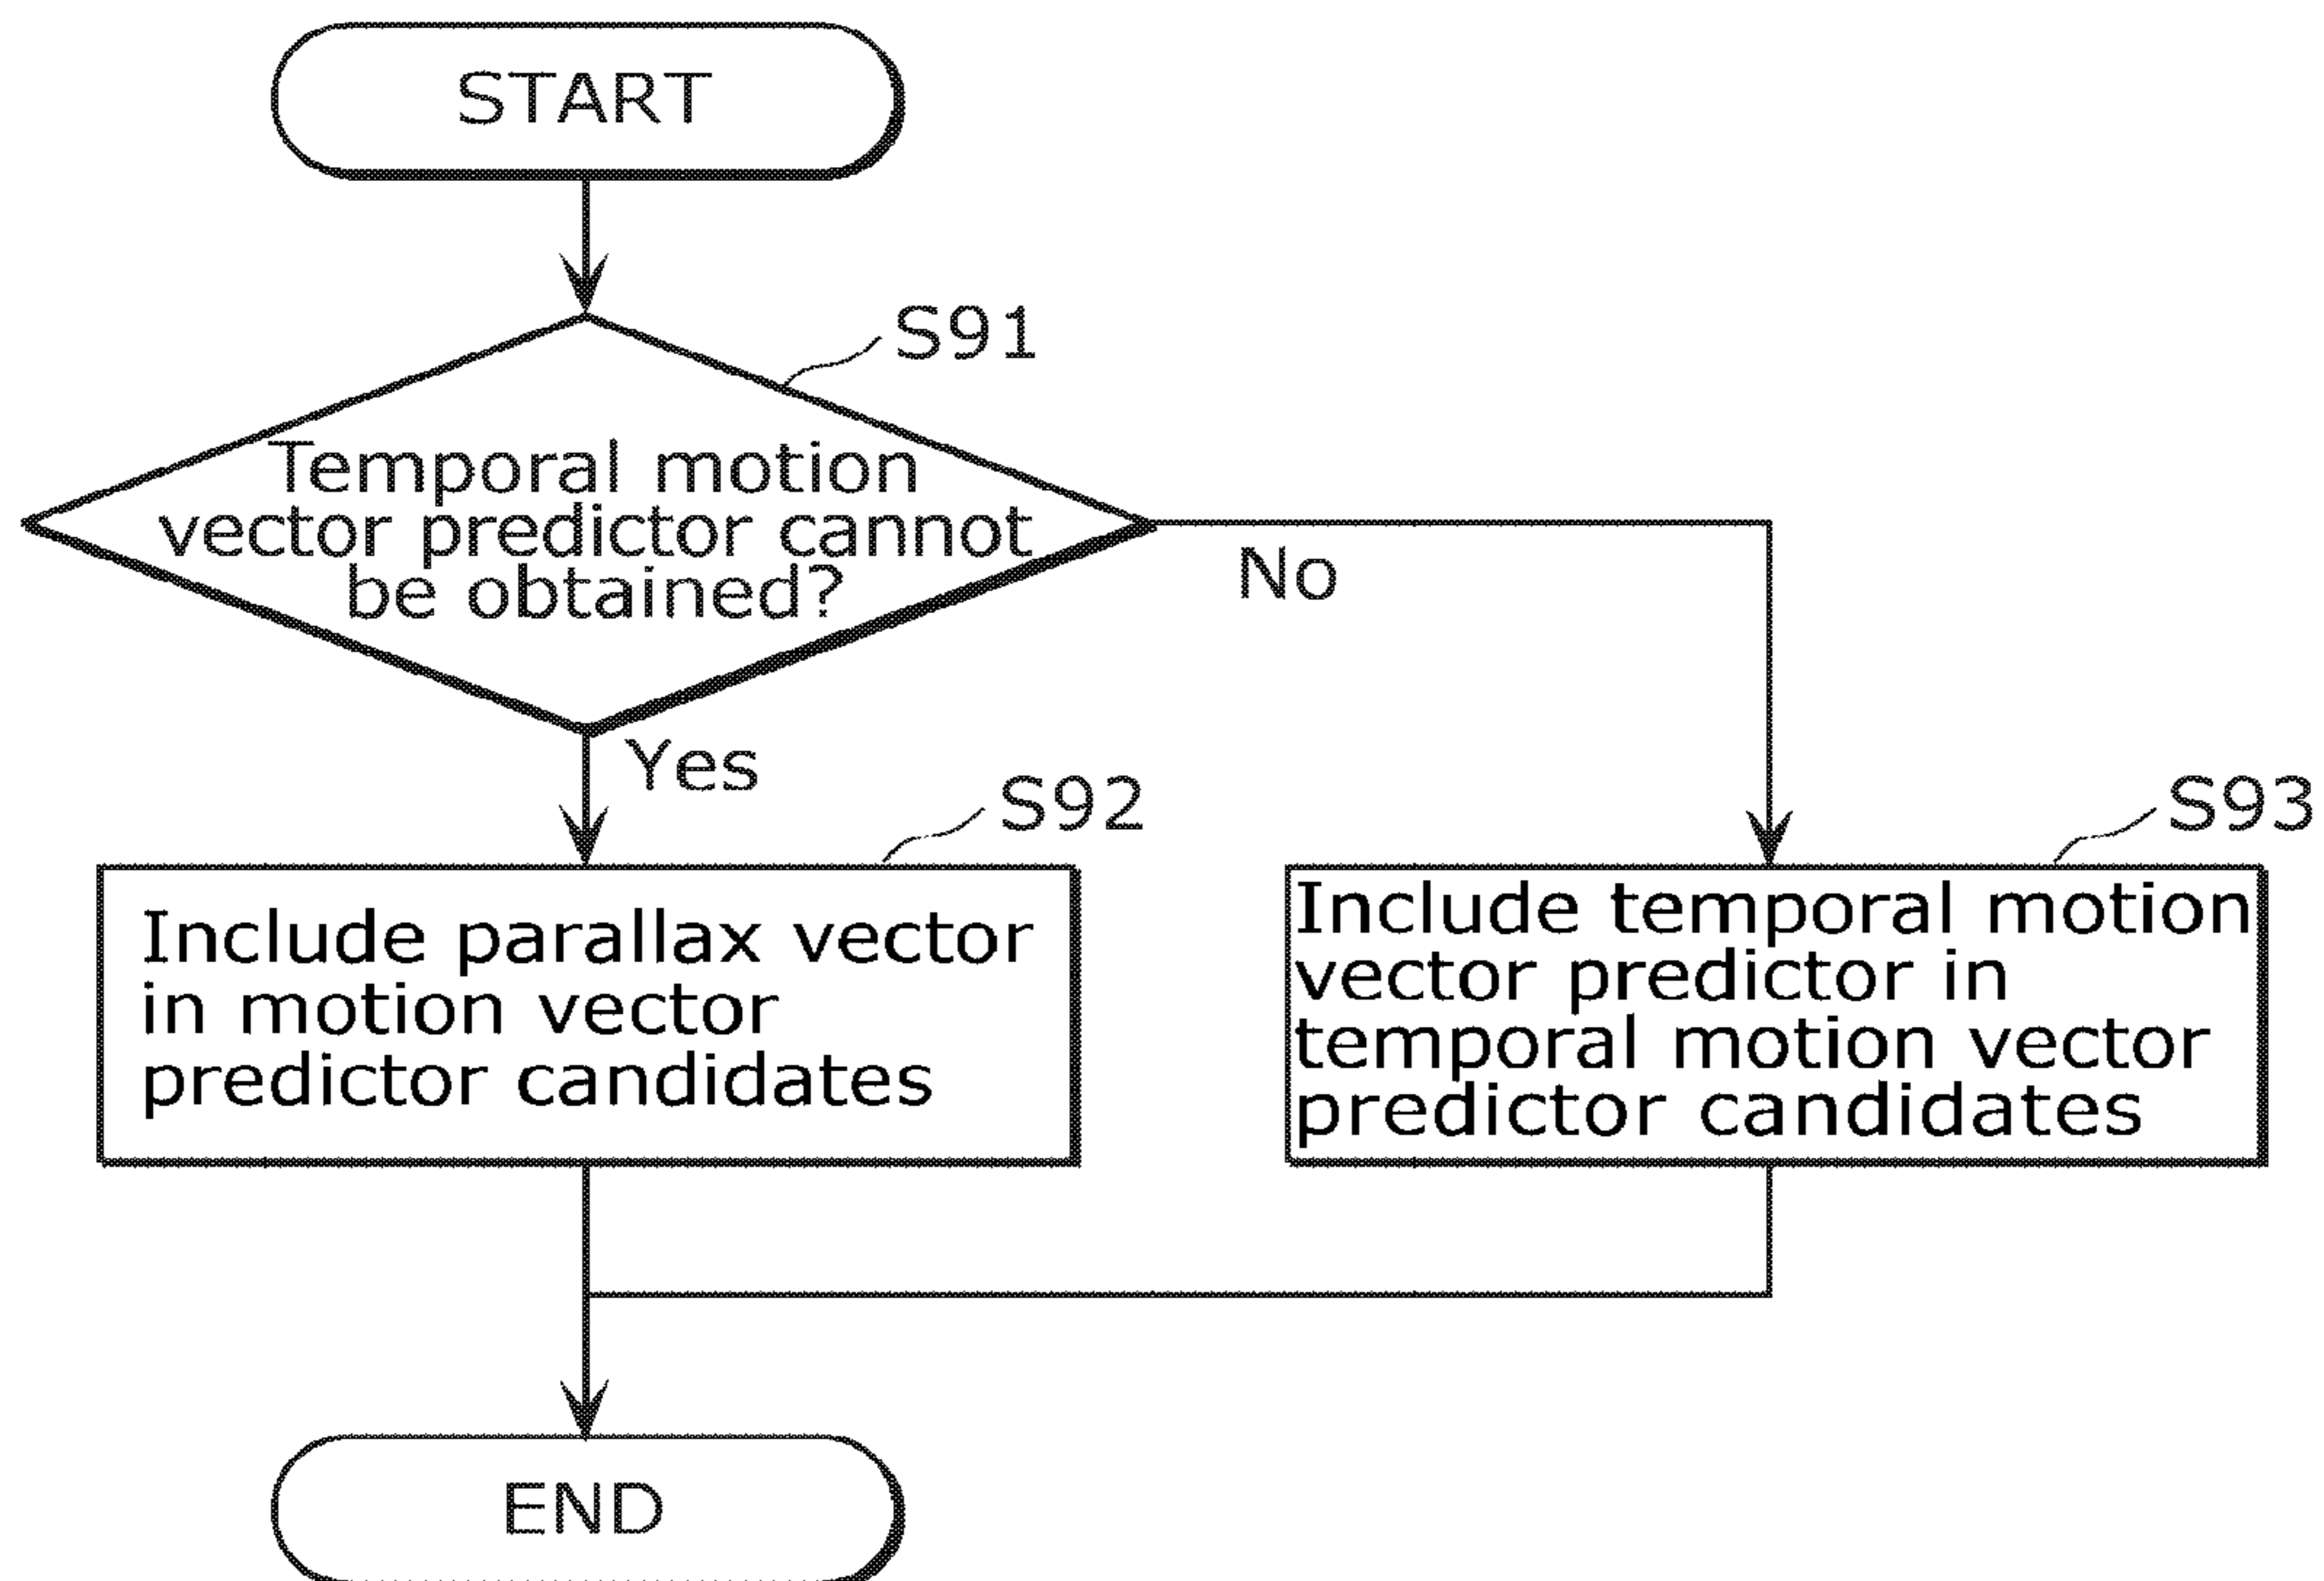 START
S91
Temporal motion
vector predictor cannot
be obtained?
No
Yes
S92
Include parallax vector
in motion vector
predictor candidates
S93
Include temporal motion
vector predictor in
temporal motion vector
predictor candidates
END